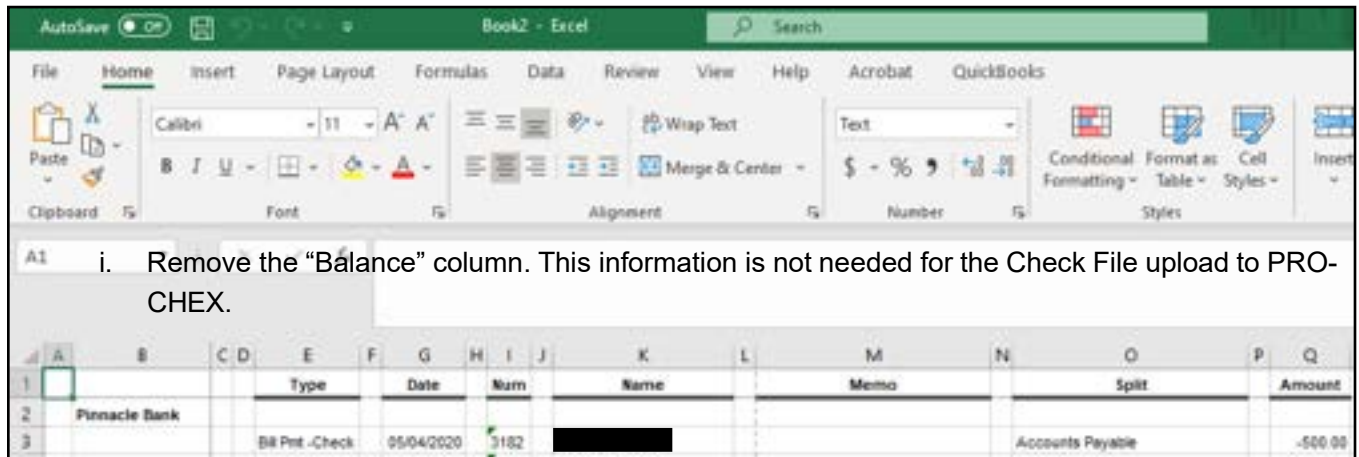 AutoSave Off Book2 - Excel Search
File Home Insert Page Layout Formulas Data Review View Help Acrobat QuickBooks
Calibri 11 A A Wrap Text Text
Paste B I U A Merge & Center $ % , Conditional Format as Cell Insert
Formatting Table Styles
Clipboard Font Alignment Number Styles
A1
i. Remove the “Balance” column. This information is not needed for the Check File upload to PRO-
CHEX.
A B C D E F G H I J K L M N O P Q
1 Type Date Num Name Memo Split Amount
2 Pinnacle Bank
3 Bill Pmt -Check 05/04/2020 3182 Accounts Payable -500.00